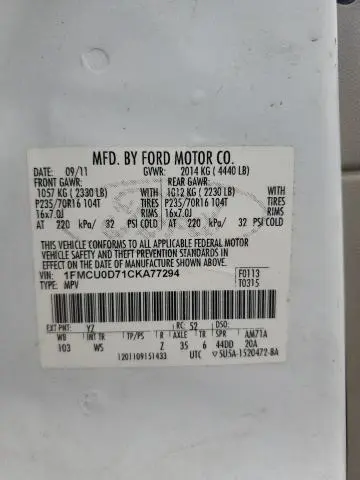 MFD. BY FORD MOTOR CO.
DATE: 09/11 GVWR: 2014 KG (4440 LB)
FRONT GAWR: REAR GAWR:
1057 KG (2330 LB) WITH 1012 KG (2230 LB) WITH
P235/70R16 104T TIRES P235/70R16 104T TIRES
16x7.0J RIMS 16x7.0J RIMS
AT 220 kPa/ 32 PSI COLD AT 220 kPa/ 32 PSI COLD
THIS VEHICLE CONFORMS TO ALL APPLICABLE FEDERAL MOTOR
VEHICLE SAFETY, BUMPER, AND THEFT PREVENTION STANDARDS
IN EFFECT ON THE DATE OF MANUFACTURE SHOWN ABOVE.
VIN: 1FMCU0D71CKA77294 F0113
TYPE: MPV T0315
EXT PNT: YZ RC: 52 DSO:
WB INT TR TP/PS R AXLE TR SPR AM71A
103 WS Z 35 6 44DD 20A
1201109151433 UTC 5U5A-1520472-BA